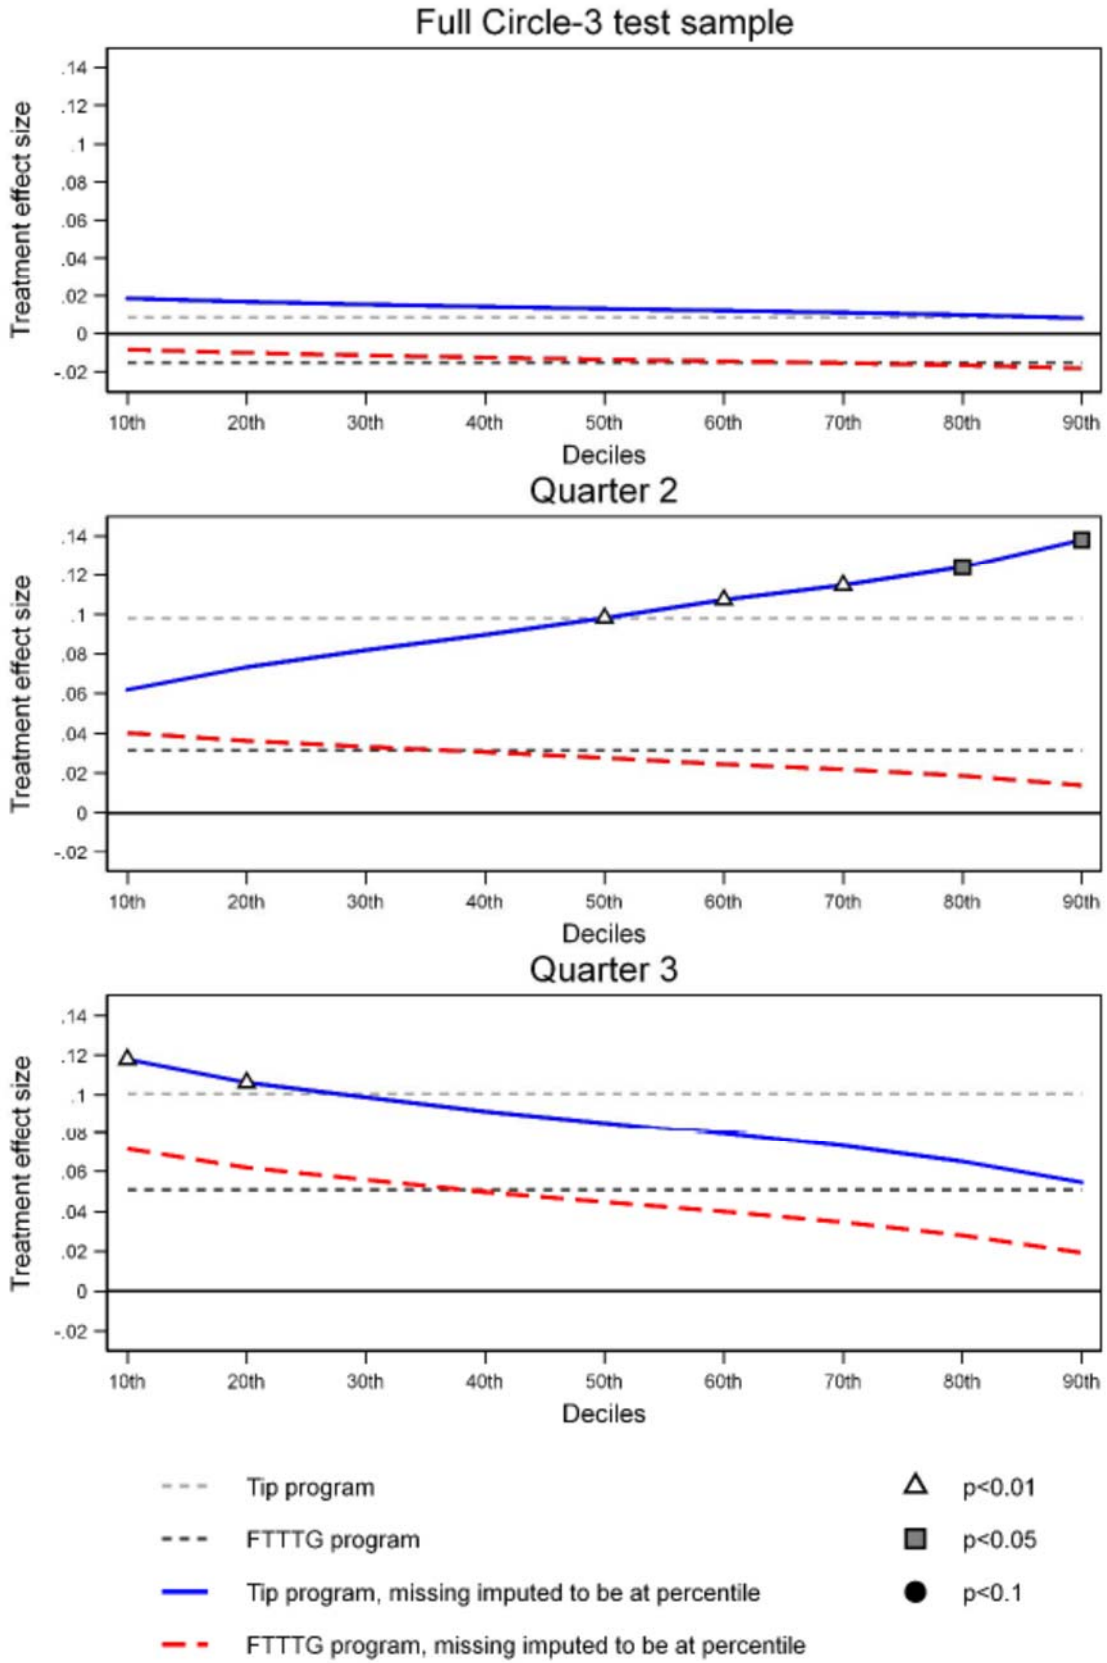 Full Circle-3 test sample
Treatment effect size
.14
.12
.1
.08
.06
.04
.02
0
-.02
10th 20th 30th 40th 50th 60th 70th 80th 90th
Deciles
Quarter 2
Treatment effect size
.14
.12
.1
.08
.06
.04
.02
0
-.02
10th 20th 30th 40th 50th 60th 70th 80th 90th
Deciles
Quarter 3
Treatment effect size
.14
.12
.1
.08
.06
.04
.02
0
-.02
10th 20th 30th 40th 50th 60th 70th 80th 90th
Deciles
Tip program p<0.01
FTTTG program p<0.05
Tip program, missing imputed to be at percentile p<0.1
FTTTG program, missing imputed to be at percentile